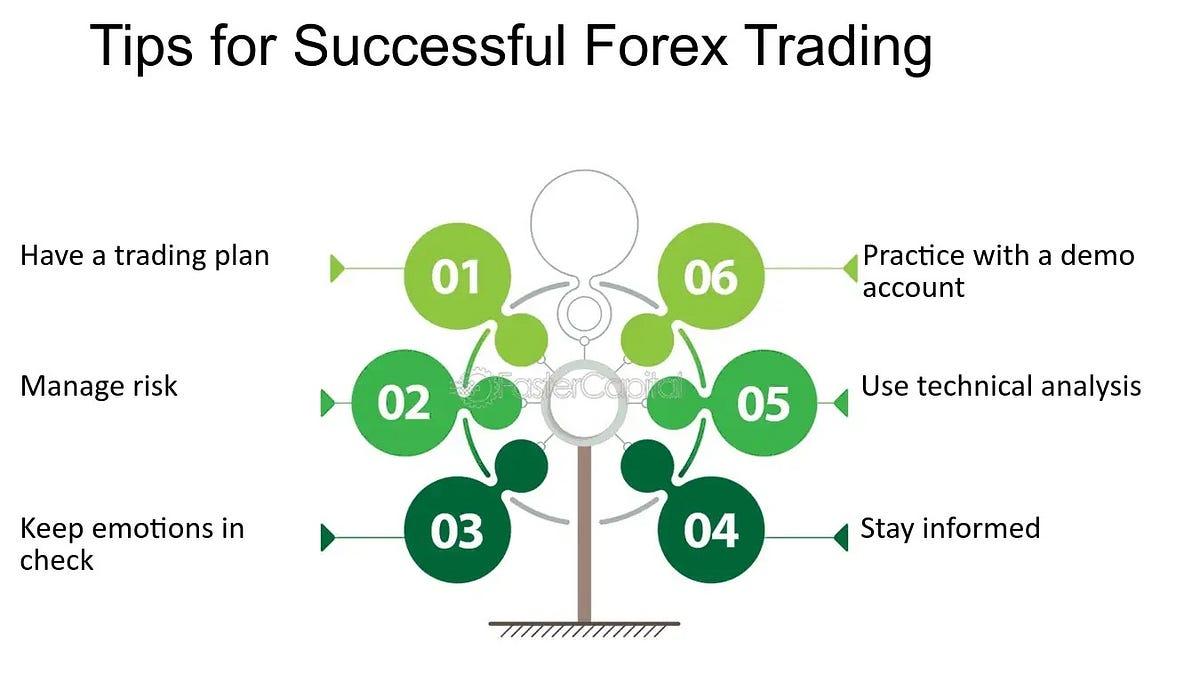 Tips for Successful Forex Trading
Have a trading plan
01
06
Practice with a demo
account
Manage risk
02
FasterCapital
05
Use technical analysis
Keep emotions in
check
03
04
Stay informed